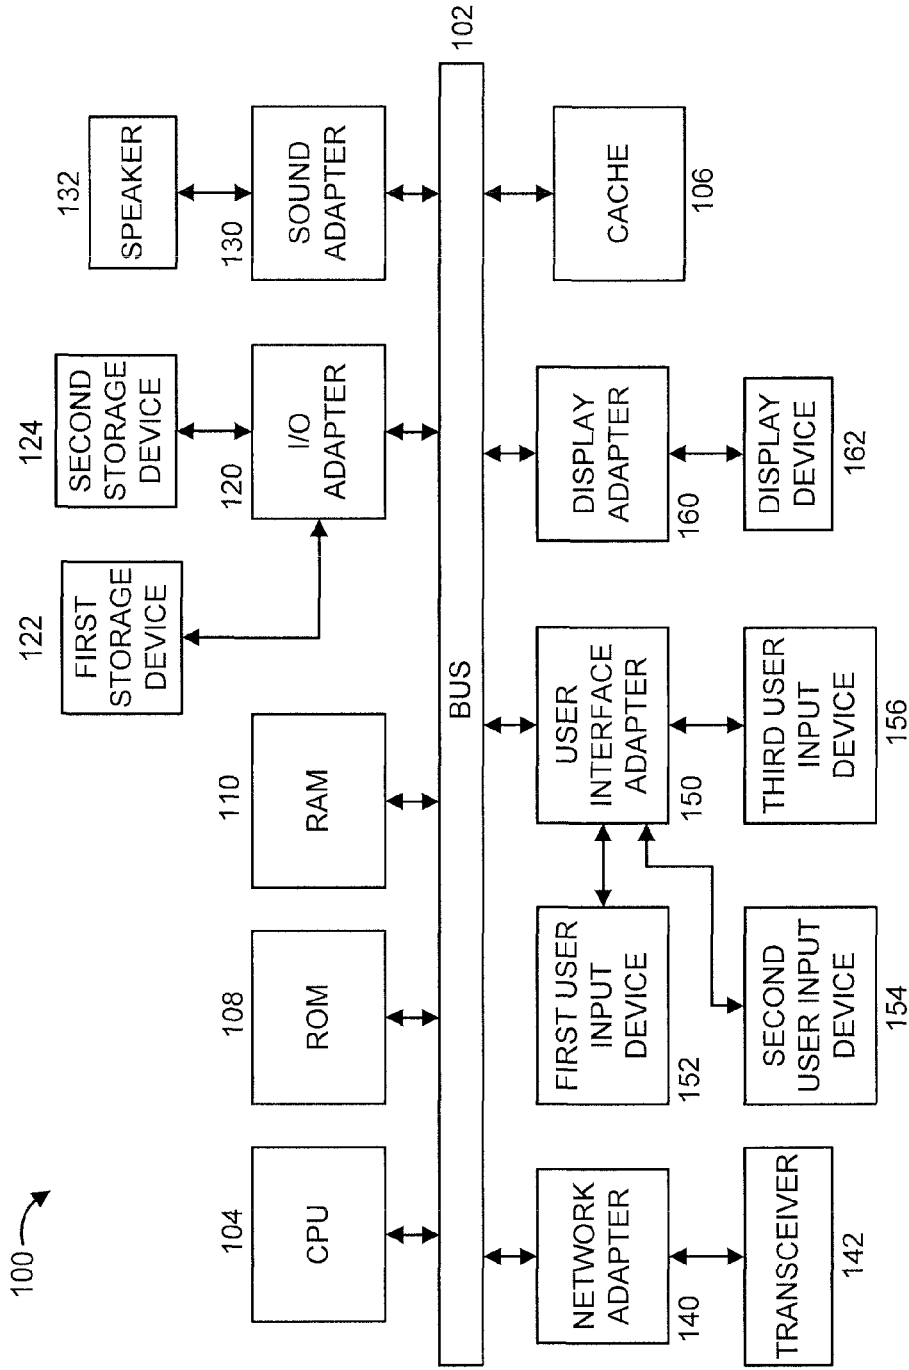 100
104
CPU
108
ROM
110
RAM
122
FIRST
STORAGE
DEVICE
124
SECOND
STORAGE
DEVICE
120
I/O
ADAPTER
132
SPEAKER
130
SOUND
ADAPTER
102
BUS
NETWORK
ADAPTER
140
TRANSCEIVER
142
FIRST USER
INPUT
DEVICE
152
SECOND
USER INPUT
DEVICE
154
USER
INTERFACE
ADAPTER
150
THIRD USER
INPUT
DEVICE
156
DISPLAY
ADAPTER
160
DISPLAY
DEVICE
162
CACHE
106